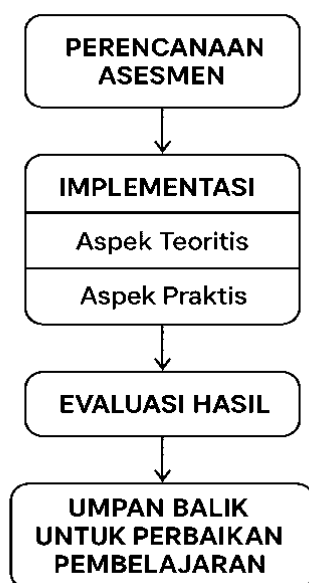 PERENCANAAN
ASESMEN
IMPLEMENTASI
Aspek Teoritis
Aspek Praktis
EVALUASI HASIL
UMPAN BALIK
UNTUK PERBAIKAN
PEMBELAJARAN